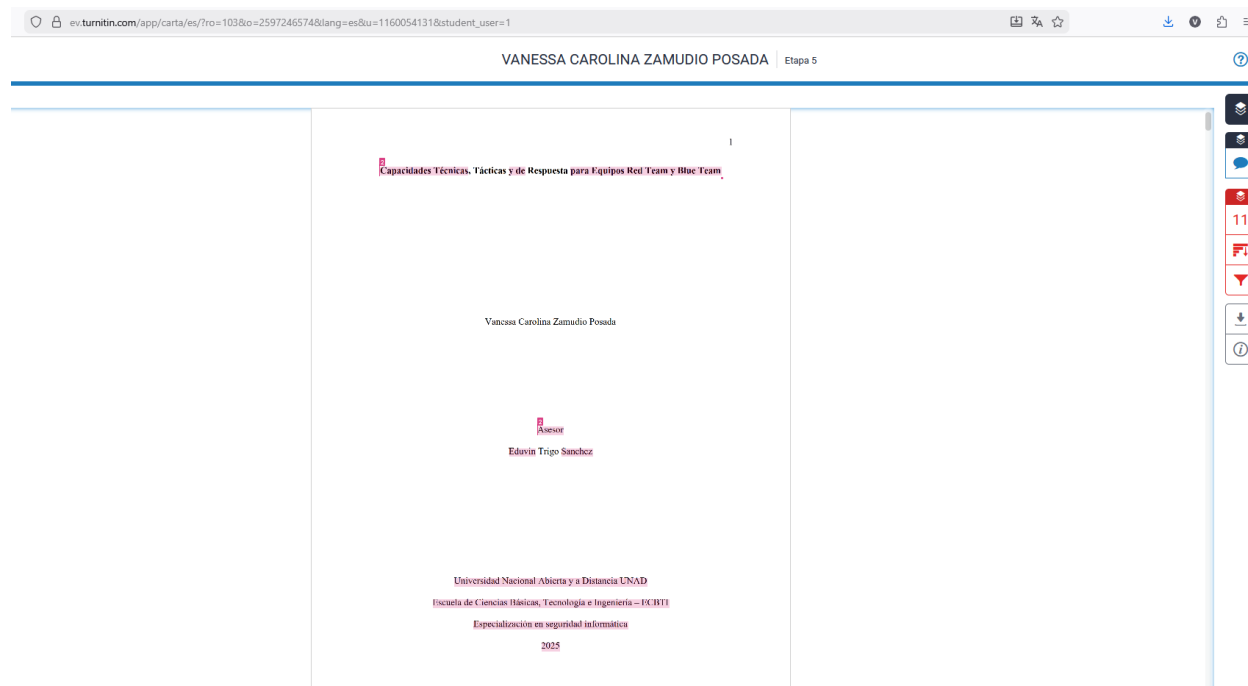 ev.turnitin.com/app/carta/es/?ro=103&o=2597246574&lang=es&u=1160054131&student_user=1
V
VANESSA CAROLINA ZAMUDIO POSADA
Etapa 5
?
1
2
Capacidades Técnicas, Tácticas y de Respuesta para Equipos Red Team y Blue Team
11
Vanessa Carolina Zamudio Posada
2
Asesor
Eduvin Trigo Sanchez
Universidad Nacional Abierta y a Distancia UNAD
Escuela de Ciencias Básicas, Tecnología e Ingeniería – ECBTI
Especialización en seguridad informática
2025